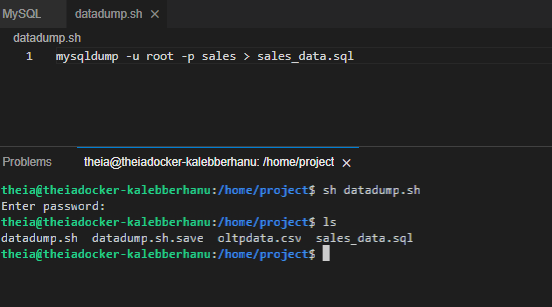 MySQL datadump.sh ×
datadump.sh
1 mysqldump -u root -p sales > sales_data.sql
Problems theia@theiadocker-kalebberhanu: /home/project ×
theia@theiadocker-kalebberhanu:/home/project$ sh datadump.sh
Enter password:
theia@theiadocker-kalebberhanu:/home/project$ ls
datadump.sh datadump.sh.save oltpdata.csv sales_data.sql
theia@theiadocker-kalebberhanu:/home/project$